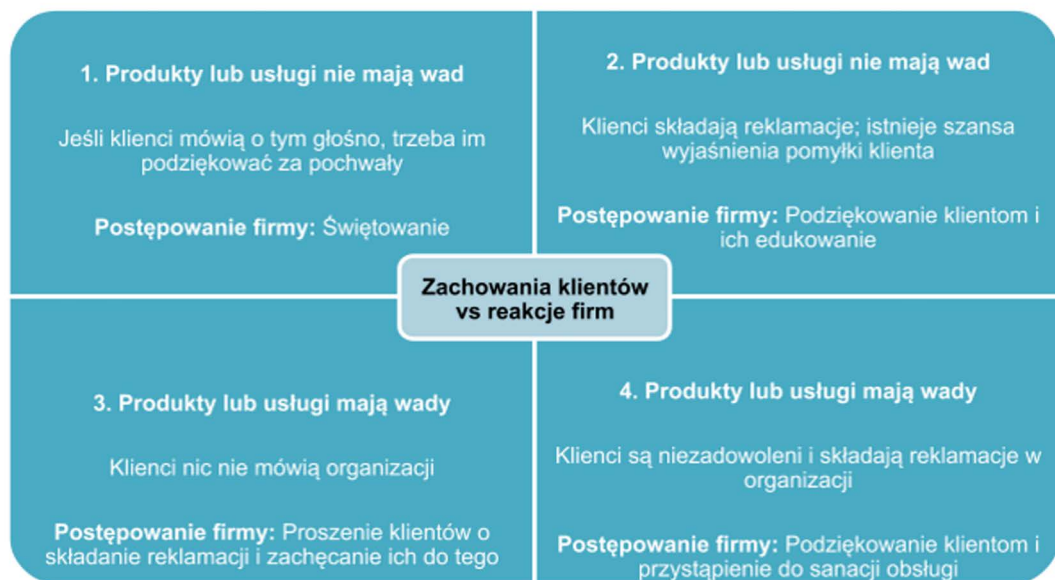 1. Produkty lub usługi nie mają wad
Jeśli klienci mówią o tym głośno, trzeba im
podziękować za pochwały
Postępowanie firmy: Świętowanie
2. Produkty lub usługi nie mają wad
Klienci składają reklamacje; istnieje szansa
wyjaśnienia pomyłki klienta
Postępowanie firmy: Podziękowanie klientom i
ich edukowanie
Zachowania klientów
vs reakcje firm
3. Produkty lub usługi mają wady
Klienci nic nie mówią organizacji
Postępowanie firmy: Proszenie klientów o
składanie reklamacji i zachęcanie ich do tego
4. Produkty lub usługi mają wady
Klienci są niezadowoleni i składają reklamacje w
organizacji
Postępowanie firmy: Podziękowanie klientom i
przystąpienie do sanacji obsługi